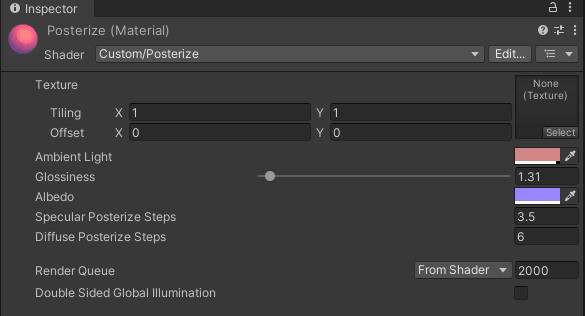 Inspector
Posterize (Material)
Shader Custom/Posterize Edit...
Texture
None
(Texture)
Tiling X 1 Y 1
Offset X 0 Y 0
Select
Ambient Light
Glossiness 1.31
Albedo
Specular Posterize Steps 3.5
Diffuse Posterize Steps 6
Render Queue From Shader 2000
Double Sided Global Illumination